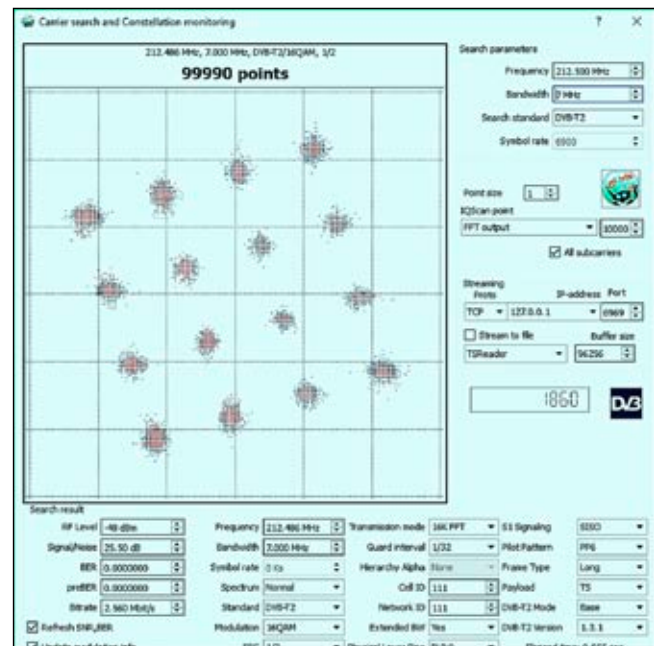 Carrier search and Constellation monitoring ? ×
212.486 MHz, 7.000 MHz, DVB-T2/16QAM, 1/2
99990 points
Search parameters
Frequency 212.500 MHz
Bandwidth 7 MHz
Search standard DVB-T2
Symbol rate 6900
Point size 1
IQScan point
FFT output 10000
All subcarriers
Streaming
Proto IP-address Port
TCP 127.0.0.1 6969
Stream to file Buffer size
TSReader 96256
1860 DVB
Search result
RF Level -48 dBm Frequency 212.486 MHz Transmission mode 16K FFT S1 Signaling SISO
Signal/Noise 25.50 dB Bandwidth 7.000 MHz Guard interval 1/32 Pilot Pattern PP6
BER 0.0000000 Symbol rate 0 Ks Hierarchy Alpha None Frame Type Long
preBER 0.0000000 Spectrum Normal Cell ID 111 Payload TS
Bitrate 2.560 Mbit/s Standard DVB-T2 Network ID 111 DVB-T2 Mode Base
Refresh SNR,BER Modulation 16QAM Extended BW Yes DVB-T2 Version 1.3.1